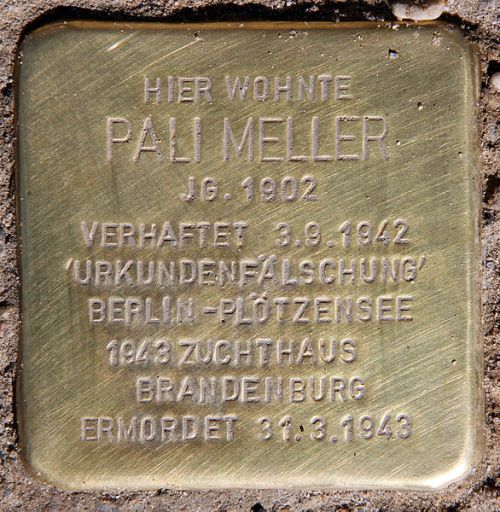 HIER WOHNTE
PALI MELLER
JG. 1902
VERHAFTET 3.9.1942
'URKUNDENFÄLSCHUNG'
BERLIN-PLÖTZENSEE
1943 ZUCHTHAUS
BRANDENBURG
ERMORDET 31.3.1943